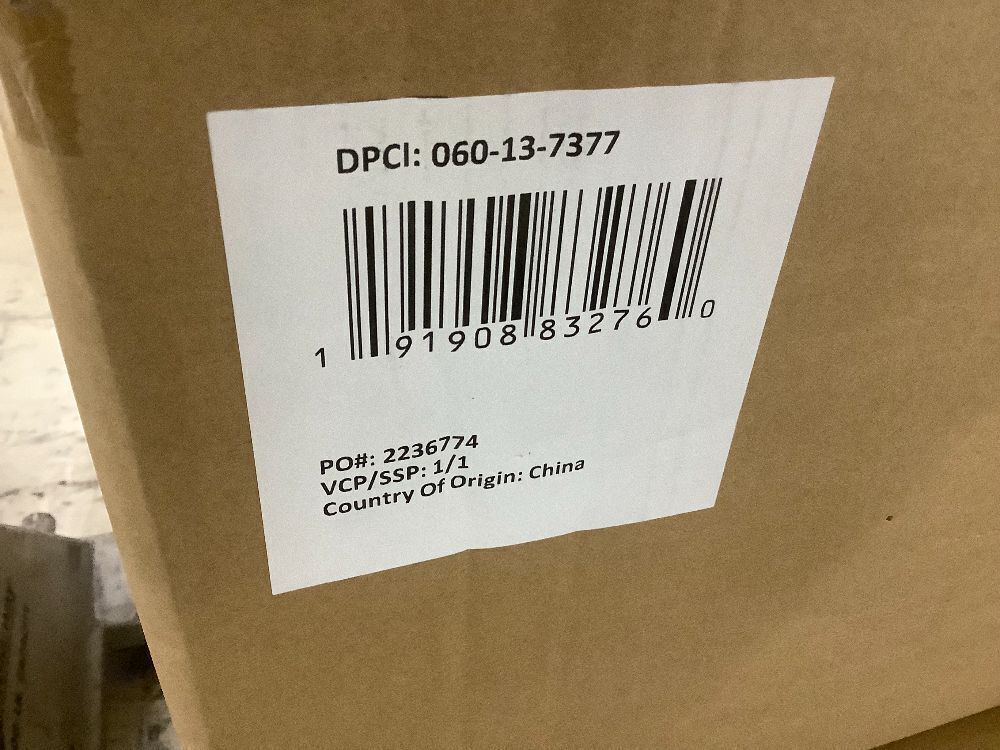 DPCI: 060-13-7377
1 91908 83276 0
PO#: 2236774
VCP/SSP: 1/1
Country Of Origin: China